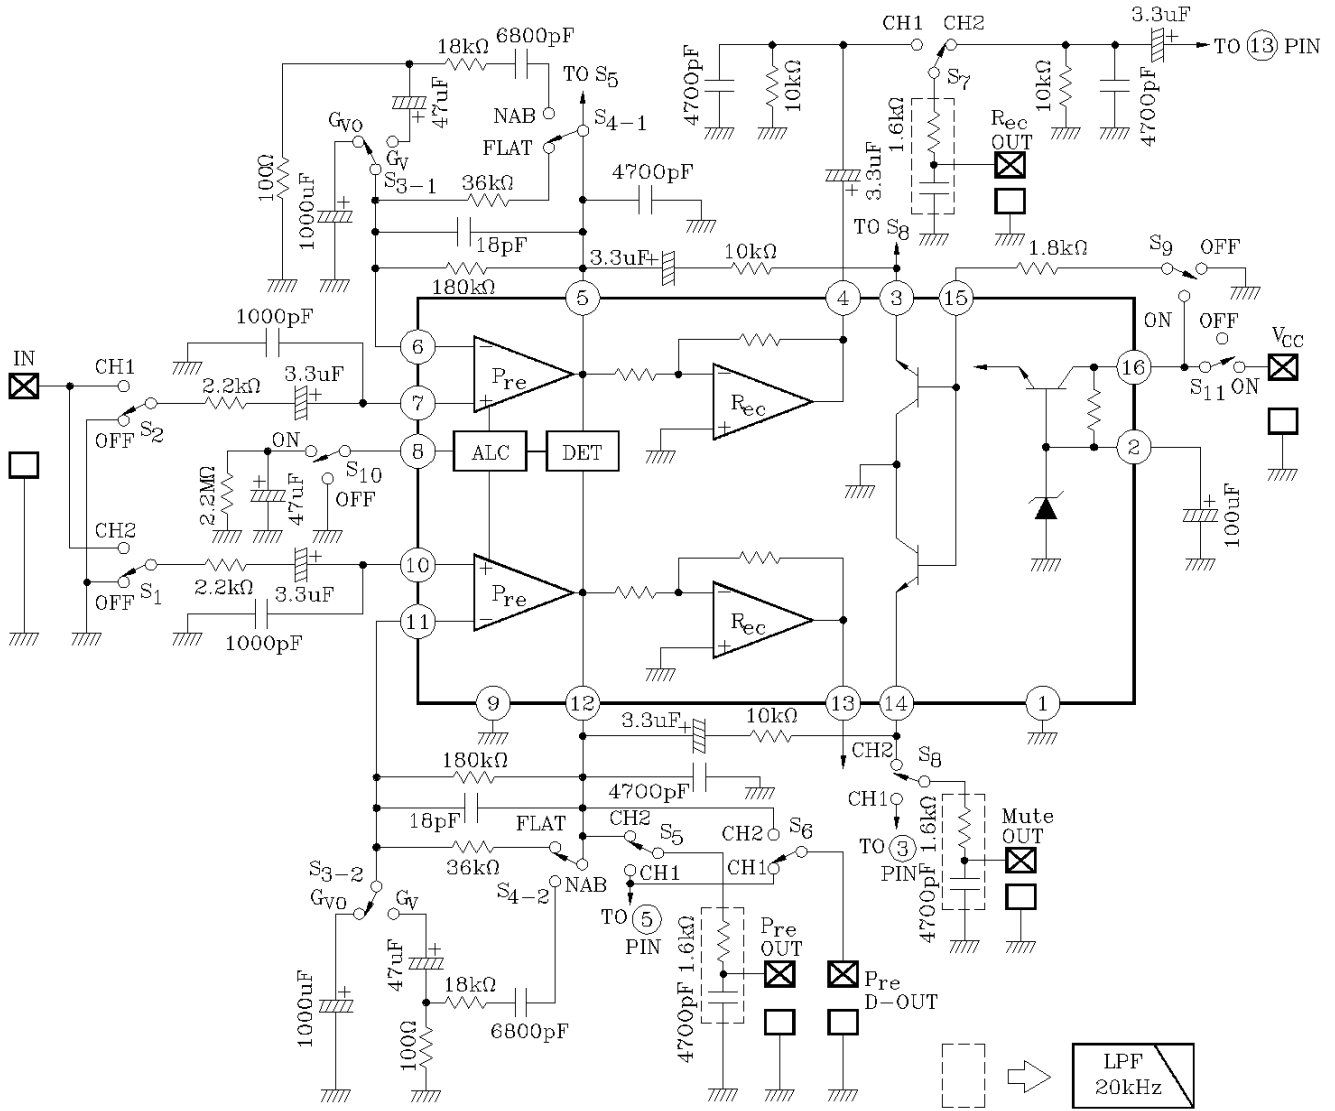 CH1
CH2
3.3uF
+
TO 13 PIN
18kΩ
6800pF
TO S5
S7
4700pF
10kΩ
10kΩ
4700pF
47uF
+
NAB
S4-1
GVO
GV
FLAT
1.6kΩ
Rec
OUT
100Ω
1000uF
+
S3-1
36kΩ
4700pF
3.3uF
+
TO S8
18pF
3.3uF
+
10kΩ
1.8kΩ
S9
OFF
180kΩ
5
4
3
15
ON
OFF
1000pF
VCC
IN
CH1
2.2kΩ
3.3uF
+
6
−
Pre
+
7
−
Rec
+
16
S11
ON
OFF
S2
ON
S10
OFF
8
ALC
DET
2
2.2MΩ
47uF
+
100uF
+
CH2
OFF
S1
2.2kΩ
3.3uF
+
1000pF
10
+
Pre
−
11
−
Rec
+
9
12
13
14
1
3.3uF
+
10kΩ
CH2
S8
180kΩ
4700pF
CH1
18pF
FLAT
CH2
S5
CH2
S6
TO 3
PIN
1.6kΩ
Mute
OUT
36kΩ
NAB
CH1
CH1
4700pF
S3-2
GVO
GV
S4-2
TO 5
PIN
1.6kΩ
Pre
OUT
47uF
+
1000uF
+
18kΩ
6800pF
100Ω
4700pF
Pre
D-OUT
LPF
20kHz